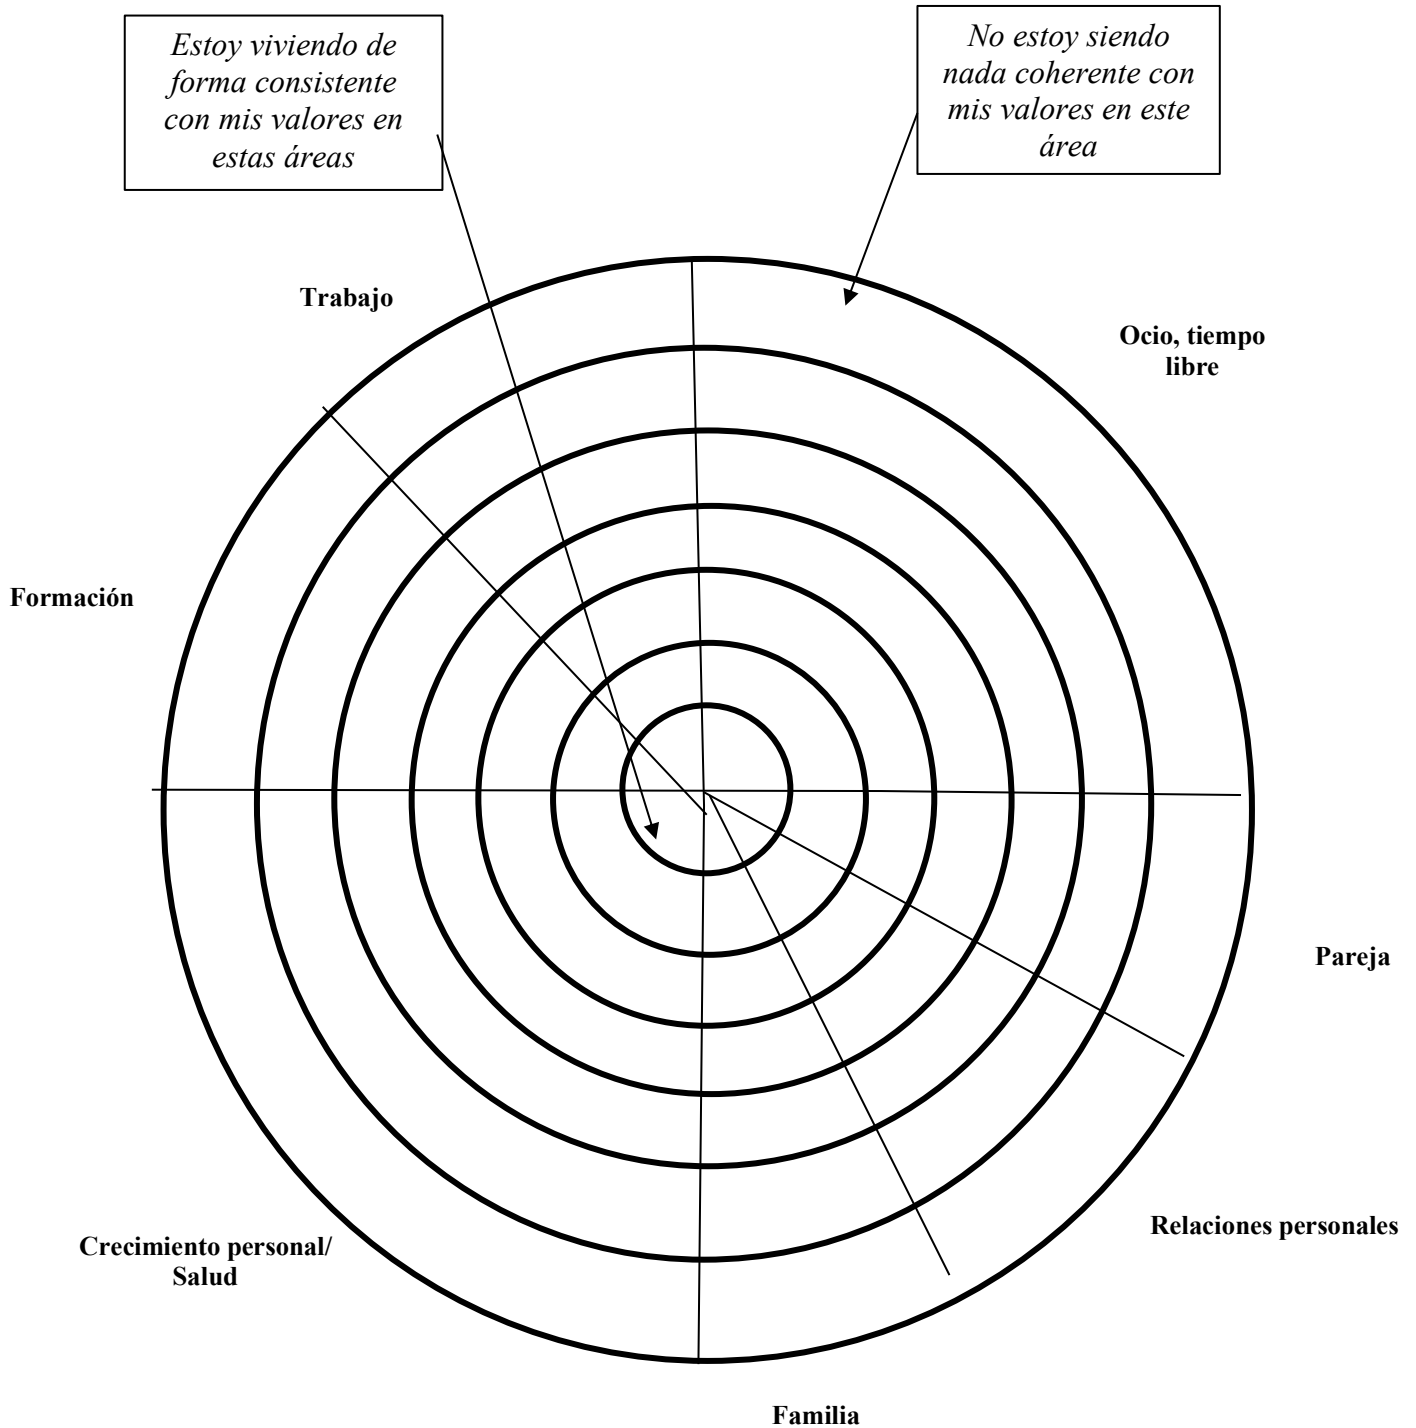 Estoy viviendo de
forma consistente
con mis valores en
estas áreas
No estoy siendo
nada coherente con
mis valores en este
área
Trabajo
Ocio, tiempo
libre
Formación
Pareja
Relaciones personales
Crecimiento personal/
Salud
Familia